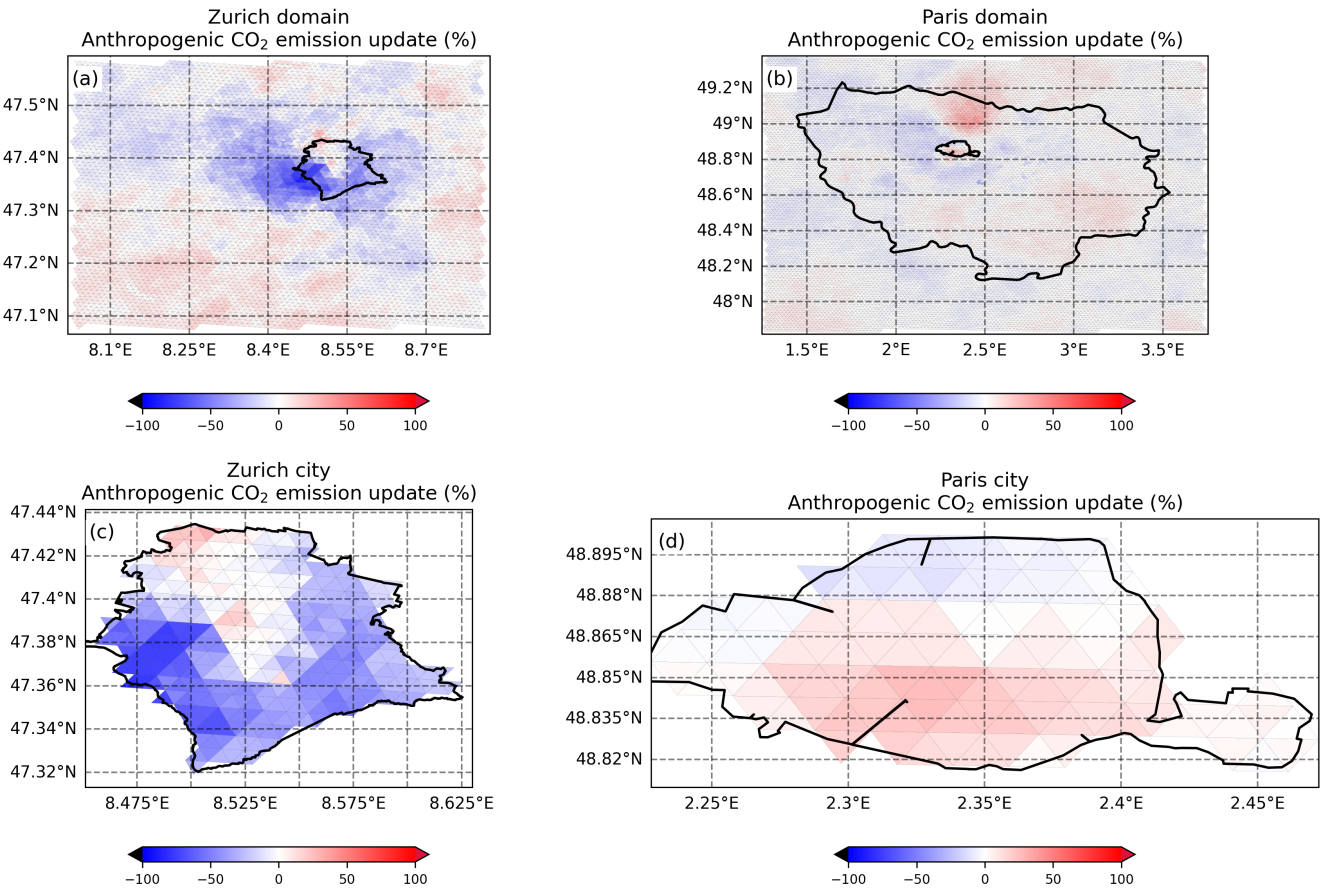 Zurich domain
Anthropogenic CO₂ emission update (%)
(a)
47.5°N
47.4°N
47.3°N
47.2°N
47.1°N
8.1°E 8.25°E 8.4°E 8.55°E 8.7°E
−100 −50 0 50 100
Paris domain
Anthropogenic CO₂ emission update (%)
(b)
49.2°N
49°N
48.8°N
48.6°N
48.4°N
48.2°N
48°N
1.5°E 2°E 2.5°E 3°E 3.5°E
−100 −50 0 50 100
Zurich city
Anthropogenic CO₂ emission update (%)
(c)
47.44°N
47.42°N
47.4°N
47.38°N
47.36°N
47.34°N
47.32°N
8.475°E 8.525°E 8.575°E 8.625°E
−100 −50 0 50 100
Paris city
Anthropogenic CO₂ emission update (%)
(d)
48.895°N
48.88°N
48.865°N
48.85°N
48.835°N
48.82°N
2.25°E 2.3°E 2.35°E 2.4°E 2.45°E
−100 −50 0 50 100